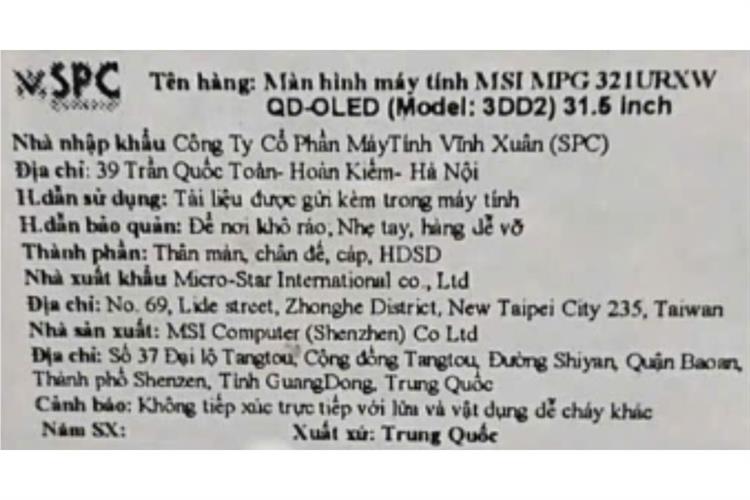 SPC Tên hàng: Màn hình máy tính MSI MPG 321URXW
QD-OLED (Model: 3DD2) 31.5 inch
Nhà nhập khẩu Công Ty Cổ Phần MáyTính Vĩnh Xuân (SPC)
Địa chỉ: 39 Trần Quốc Toản- Hoàn Kiếm- Hà Nội
H.dẫn sử dụng: Tài liệu được gửi kèm trong máy tính
H.dẫn bảo quản: Để nơi khô ráo, Nhẹ tay, hàng dễ vỡ
Thành phần: Thân màn, chân đế, cáp, HDSD
Nhà xuất khẩu Micro-Star International co., Ltd
Địa chỉ: No. 69, Lide street, Zhonghe District, New Taipei City 235, Taiwan
Nhà sản xuất: MSI Computer (Shenzhen) Co Ltd
Địa chỉ: Số 37 Đại lộ Tangtou, Cộng đồng Tangtou, Đường Shiyan, Quận Baoan,
Thành phố Shenzen, Tỉnh GuangDong, Trung Quốc
Cảnh báo: Không tiếp xúc trực tiếp với lửa và vật dụng dễ cháy khác
Năm SX: Xuất xứ: Trung Quốc